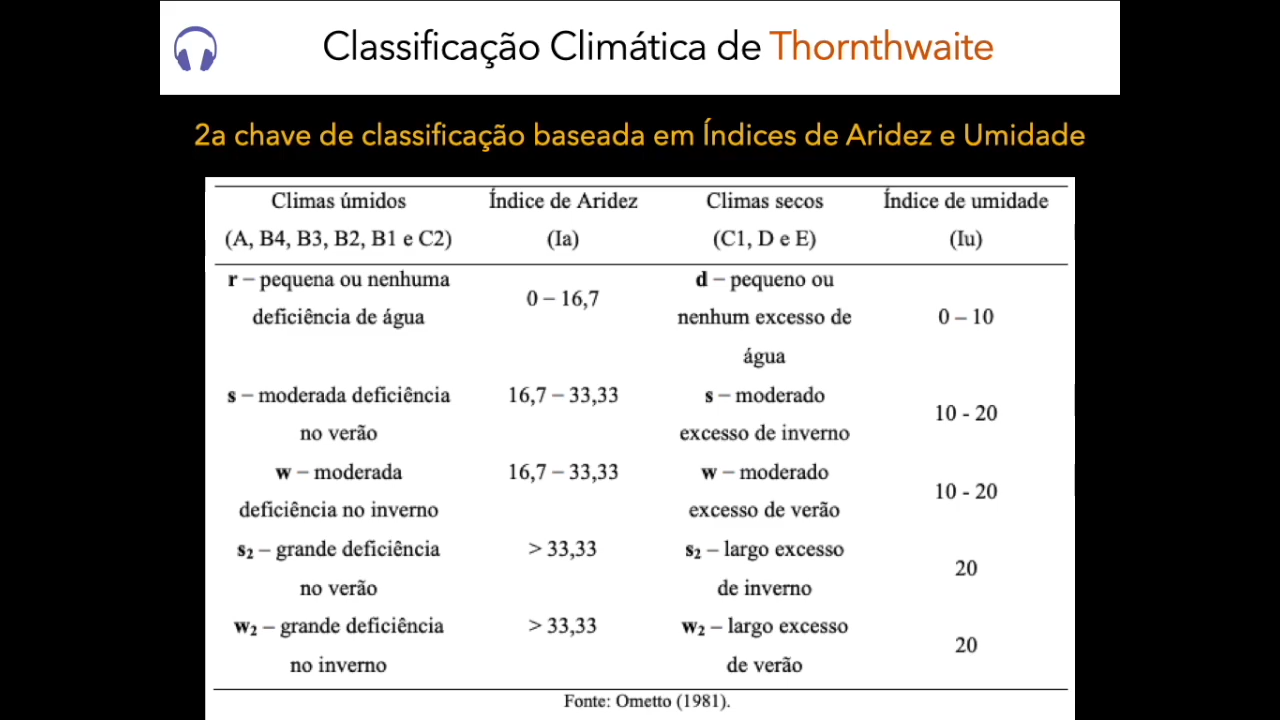 Classificação Climática de Thornthwaite
2a chave de classificação baseada em Índices de Aridez e Umidade
Climas úmidos Índice de Aridez Climas secos Índice de umidade
(A, B4, B3, B2, B1 e C2) (Ia) (C1, D e E) (Iu)
r – pequena ou nenhuma d – pequeno ou
0 – 16,7
deficiência de água nenhum excesso de 0 – 10
água
s – moderada deficiência 16,7 – 33,33 s – moderado
10 - 20
no verão excesso de inverno
w – moderada 16,7 – 33,33 w – moderado
10 - 20
deficiência no inverno excesso de verão
s2 – grande deficiência > 33,33 s2 – largo excesso
20
no verão de inverno
w2 – grande deficiência > 33,33 w2 – largo excesso
20
no inverno de verão
Fonte: Ometto (1981).